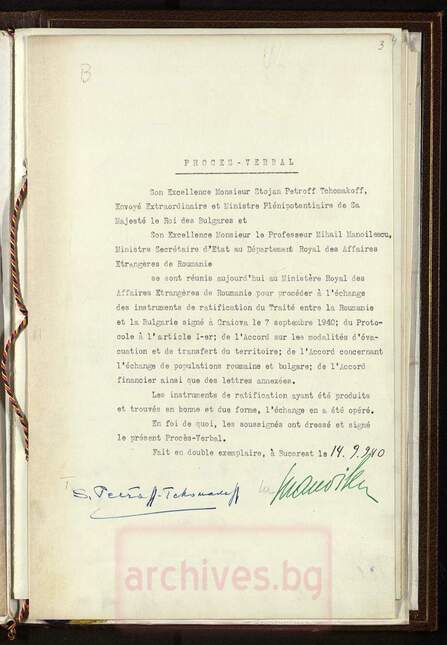 3
B
PROCES-VERBAL
Son Excellence Monsieur Stojan Petroff Tchomakoff,
Envoyé Extraordinaire et Ministre Plénipotentiaire de Sa
Majesté le Roi des Bulgares et
Son Excellence Monsieur le Professeur Mihail Manoilescu,
Ministre Secrétaire d'Etat au Département Royal des Affaires
Etrangères de Roumanie
se sont réunis aujourd'hui au Ministère Royal des
Affaires Etrangères de Roumanie pour procéder à l'échange
des instruments de ratification du Traité entre la Roumanie
et la Bulgarie signé à Craiova le 7 septembre 1940; du Proto-
cole à l'article I-er; de l'Accord sur les modalités d'éva-
cuation et de transfert du territoire; de l'Accord concernant
l'échange de populations roumaine et bulgare; de l'Accord
financier ainsi que des lettres annexées.
Les instruments de ratification ayant été produits
et trouvés en bonne et due forme, l'échange en a été opéré.
En foi de quoi, les soussignés ont dressé et signé
le présent Procès-Verbal.
Fait en double exemplaire, à Bucarest le 14.9.940
S. Petroff-Tchomakoff
archives.bg